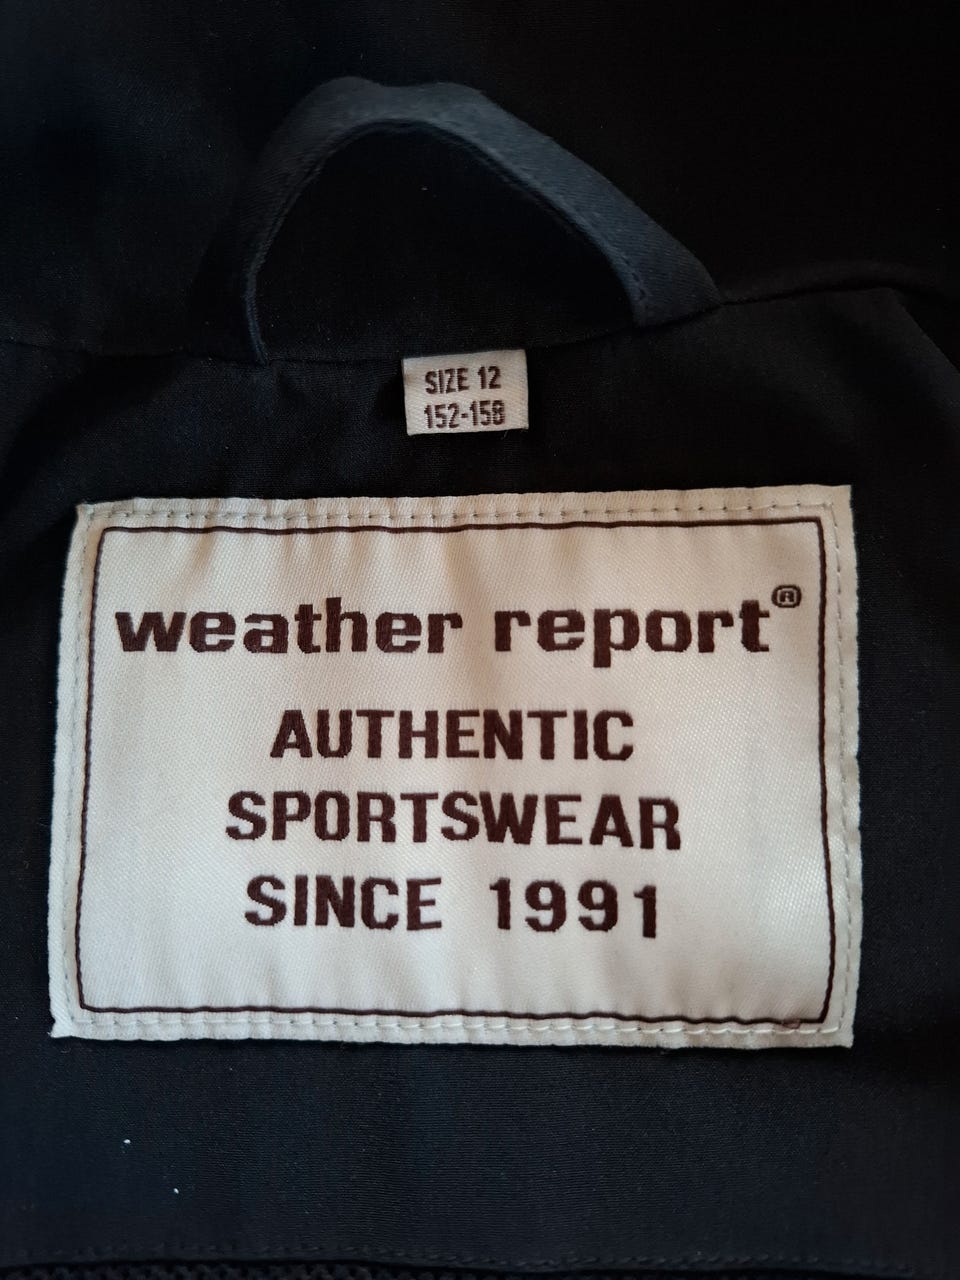 SIZE 12
152-158
weather report®
AUTHENTIC
SPORTSWEAR
SINCE 1991